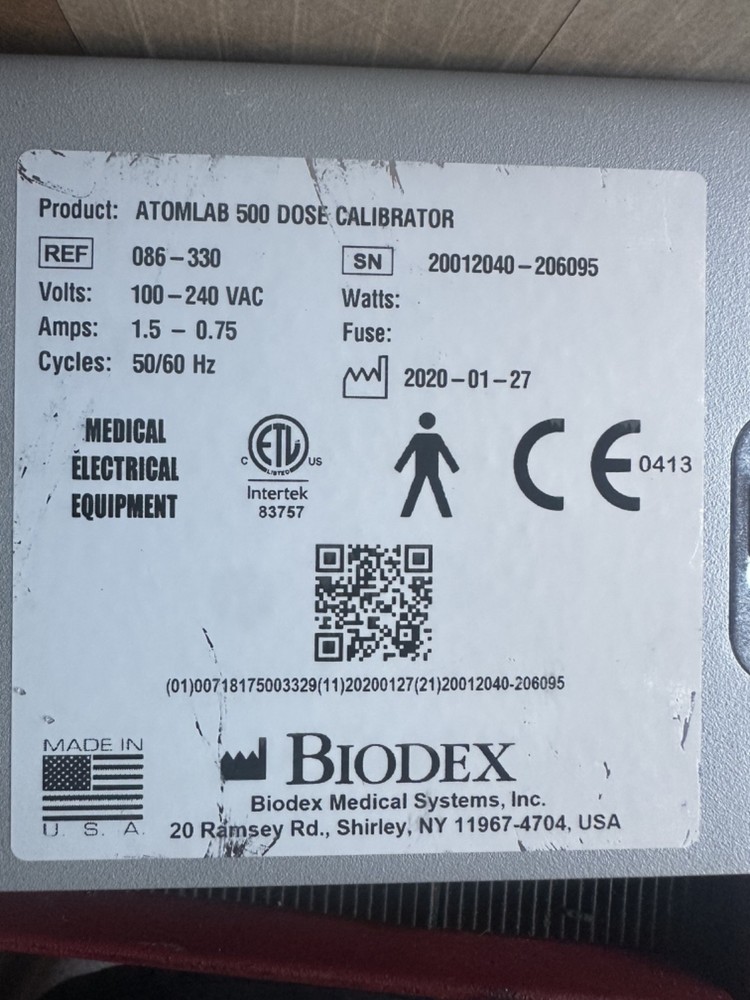 Product: ATOMLAB 500 DOSE CALIBRATOR
REF 086-330 SN 20012040-206095
Volts: 100-240 VAC Watts:
Amps: 1.5 - 0.75 Fuse:
Cycles: 50/60 Hz 2020-01-27
MEDICAL
ELECTRICAL
EQUIPMENT
C ETL US
LISTED
Intertek
83757
CE 0413
(01)00718175003329(11)20200127(21)20012040-206095
MADE IN
U. S. A.
BIODEX
Biodex Medical Systems, Inc.
20 Ramsey Rd., Shirley, NY 11967-4704, USA